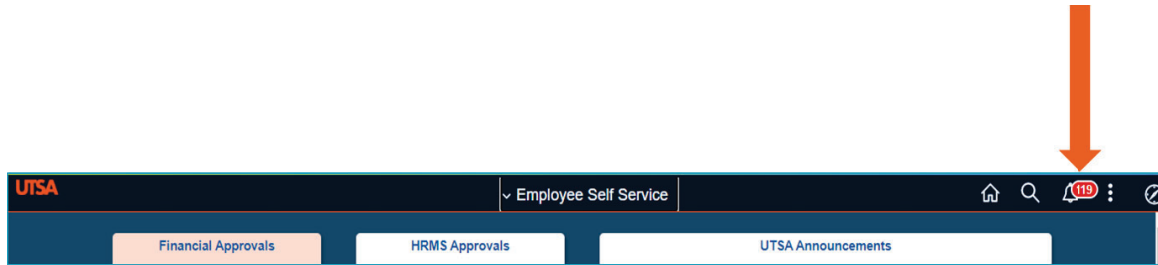 UTSA
Employee Self Service
119
Financial Approvals
HRMS Approvals
UTSA Announcements